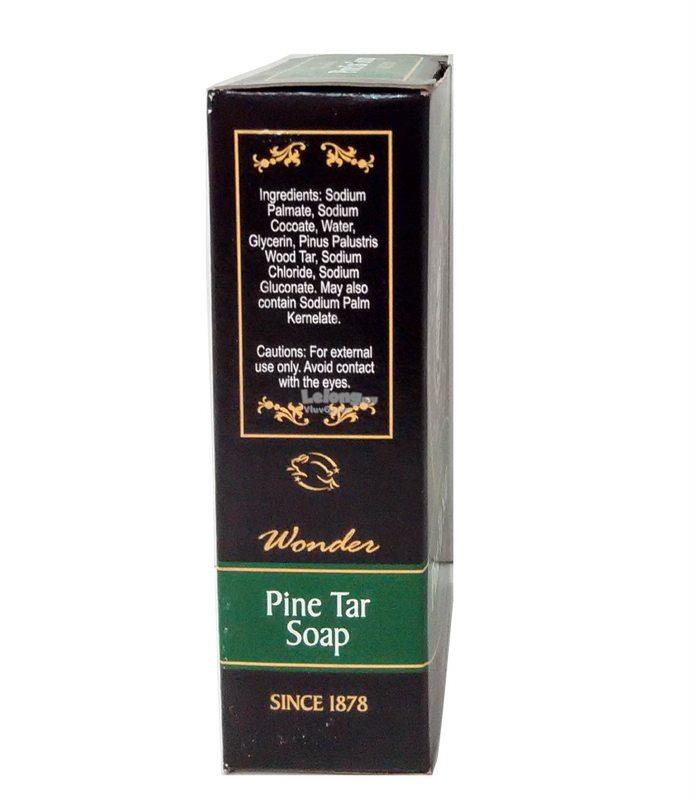 Ingredients: Sodium
Palmate, Sodium
Cocoate, Water,
Glycerin, Pinus Palustris
Wood Tar, Sodium
Chloride, Sodium
Gluconate. May also
contain Sodium Palm
Kernelate.
Cautions: For external
use only. Avoid contact
with the eyes.
Lelong
Wonder
Pine Tar
Soap
SINCE 1878